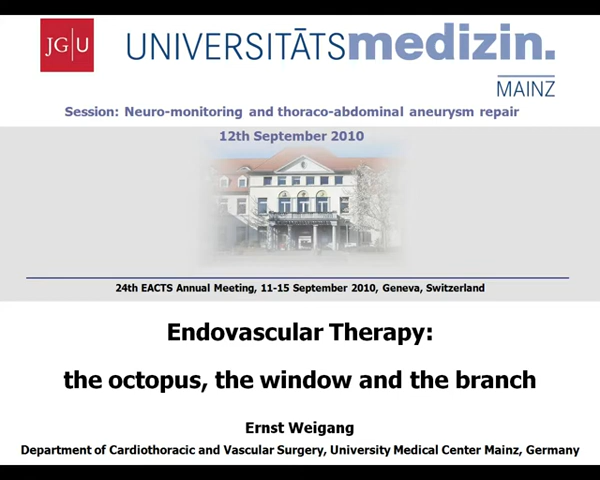 JG|U
UNIVERSITÄTSmedizin.
MAINZ
Session: Neuro-monitoring and thoraco-abdominal aneurysm repair
12th September 2010
24th EACTS Annual Meeting, 11-15 September 2010, Geneva, Switzerland
Endovascular Therapy:
the octopus, the window and the branch
Ernst Weigang
Department of Cardiothoracic and Vascular Surgery, University Medical Center Mainz, Germany